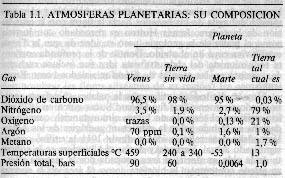 Tabla 1.1. ATMOSFERAS PLANETARIAS: SU COMPOSICION
Planeta
Gas Venus Tierra sin vida Marte Tierra tal cual es
Dióxido de carbono 96,5% 98% 95% 0,03%
Nitrógeno 3,5% 1,9% 2,7% 79%
Oxígeno trazas 0,0% 0,13% 21%
Argón 70 ppm 0,1% 1,6% 1%
Metano 0,0% 0,0% 0,0% 1,7%
Temperaturas superficiales °C 459 240 a 340 -53 13
Presión total, bars 90 60 0,0064 1,0